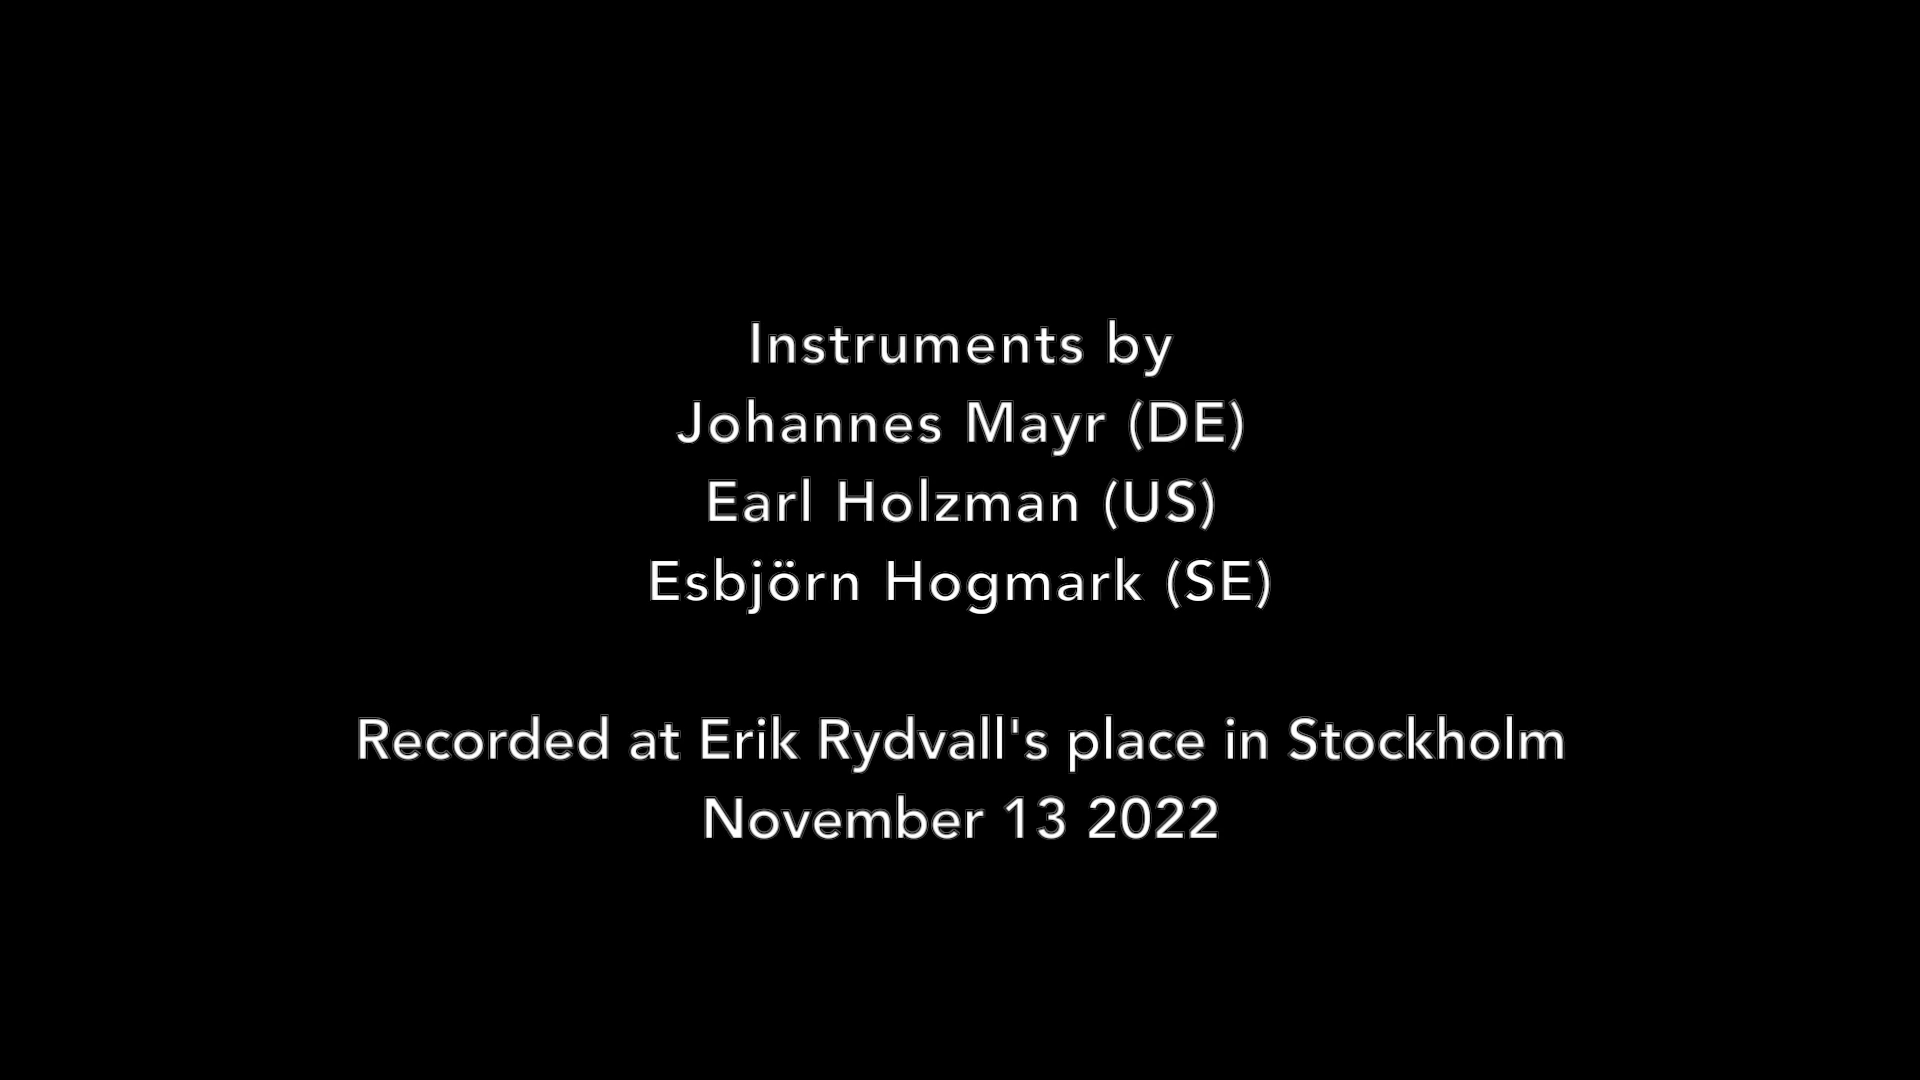 Instruments by
Johannes Mayr (DE)
Earl Holzman (US)
Esbjörn Hogmark (SE)
Recorded at Erik Rydvall's place in Stockholm
November 13 2022